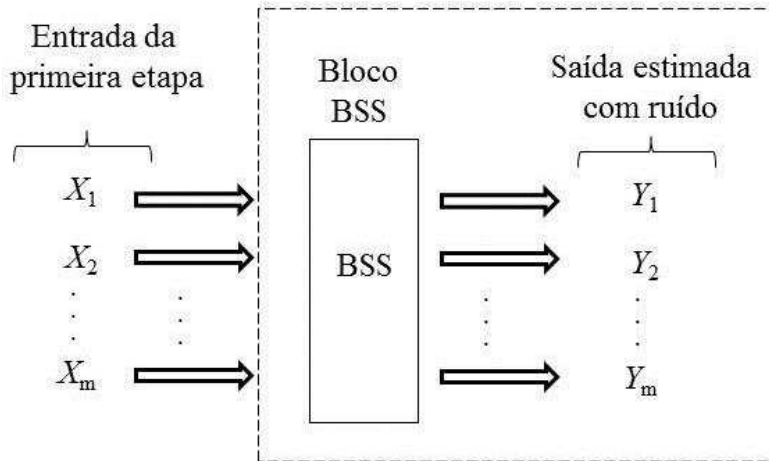 Entrada da
primeira etapa
Bloco
BSS
Saída estimada
com ruído
X₁
Y₁
X₂
BSS
Y₂
Xₘ
Yₘ